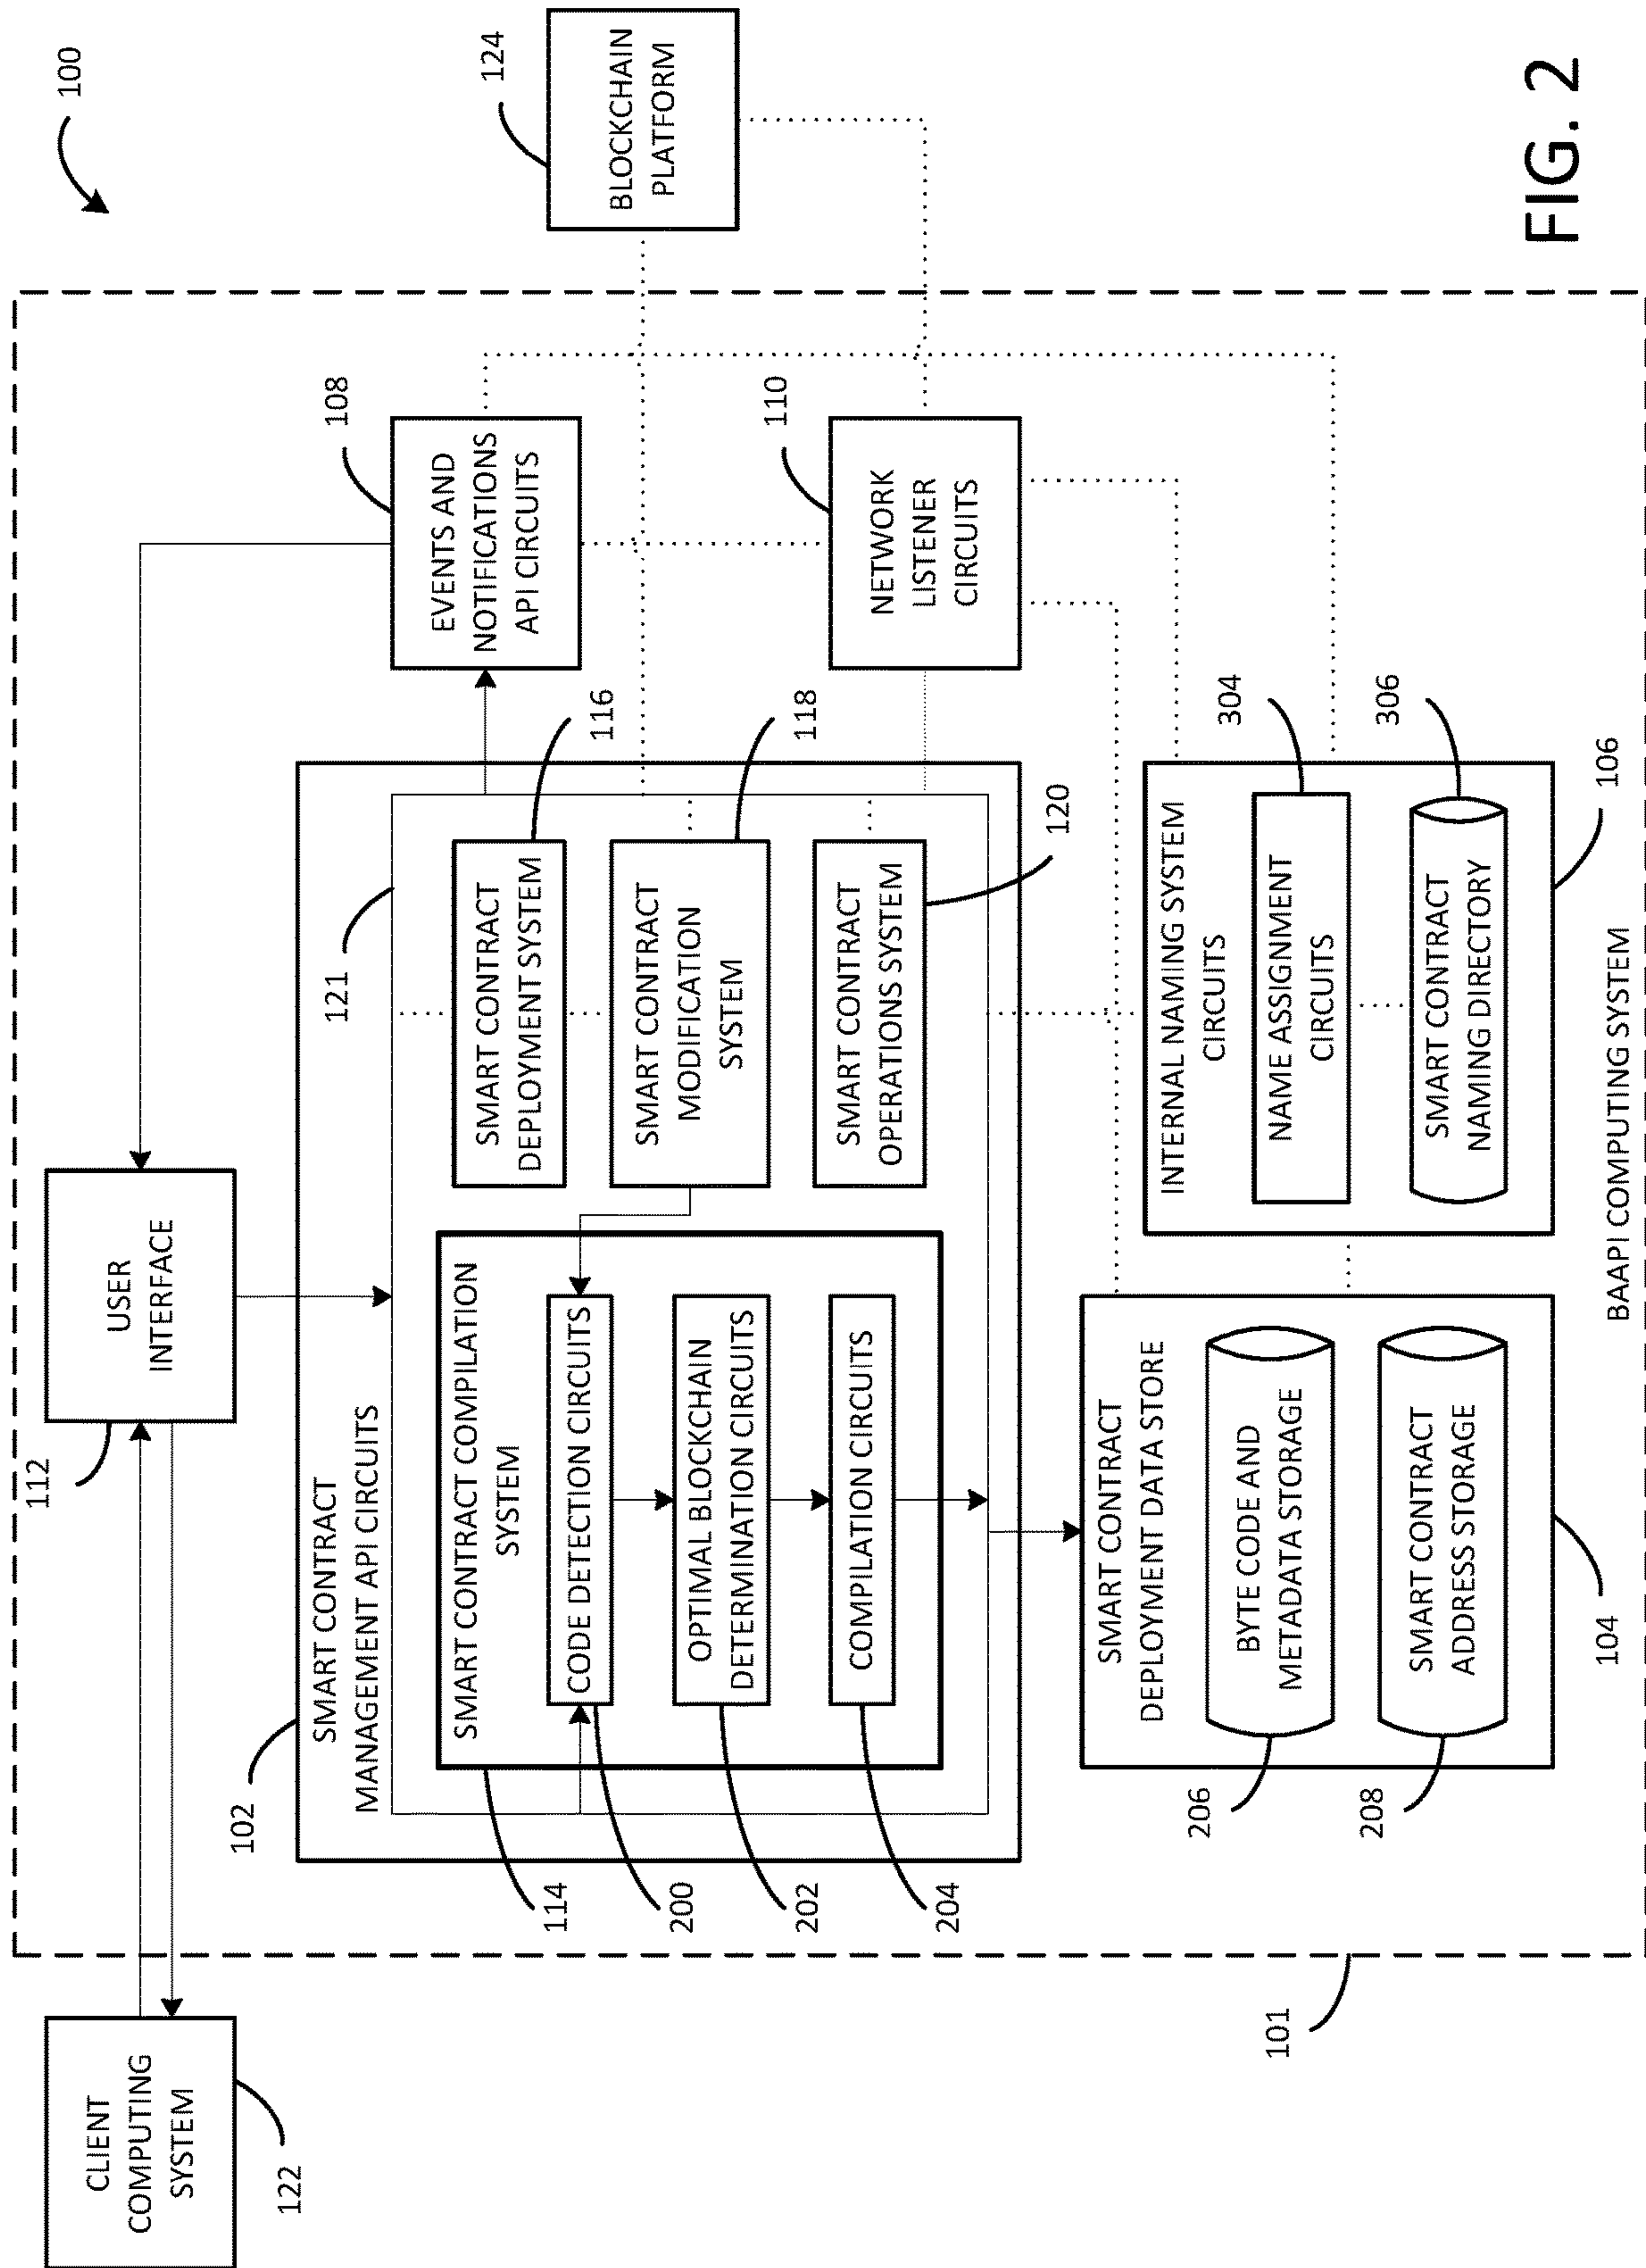 100
CLIENT
COMPUTING
SYSTEM
122
USER
INTERFACE
112
BLOCKCHAIN
PLATFORM
124
102
SMART CONTRACT
MANAGEMENT API CIRCUITS
121
114
SMART CONTRACT COMPILATION
SYSTEM
CODE DETECTION CIRCUITS
200
OPTIMAL BLOCKCHAIN
DETERMINATION CIRCUITS
202
COMPILATION CIRCUITS
204
SMART CONTRACT
DEPLOYMENT SYSTEM
116
SMART CONTRACT
MODIFICATION
SYSTEM
118
SMART CONTRACT
OPERATIONS SYSTEM
120
EVENTS AND
NOTIFICATIONS
API CIRCUITS
108
NETWORK
LISTENER
CIRCUITS
110
SMART CONTRACT
DEPLOYMENT DATA STORE
BYTE CODE AND
METADATA STORAGE
206
SMART CONTRACT
ADDRESS STORAGE
208
104
INTERNAL NAMING SYSTEM
CIRCUITS
NAME ASSIGNMENT
CIRCUITS
304
SMART CONTRACT
NAMING DIRECTORY
306
106
101
BAAPI COMPUTING SYSTEM
FIG. 2